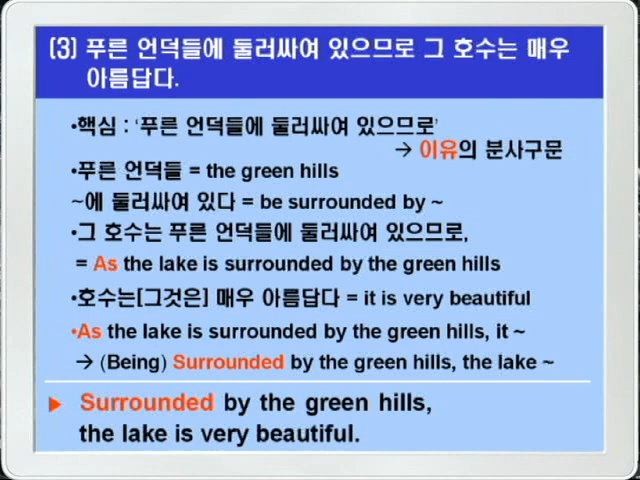 (3) 푸른 언덕들에 둘러싸여 있으므로 그 호수는 매우
아름답다.
•핵심 : ‘푸른 언덕들에 둘러싸여 있으므로’
→ 이유의 분사구문
•푸른 언덕들 = the green hills
~에 둘러싸여 있다 = be surrounded by ~
•그 호수는 푸른 언덕들에 둘러싸여 있으므로,
= As the lake is surrounded by the green hills
•호수는[그것은] 매우 아름답다 = it is very beautiful
•As the lake is surrounded by the green hills, it ~
→ (Being) Surrounded by the green hills, the lake ~
▶ Surrounded by the green hills,
the lake is very beautiful.